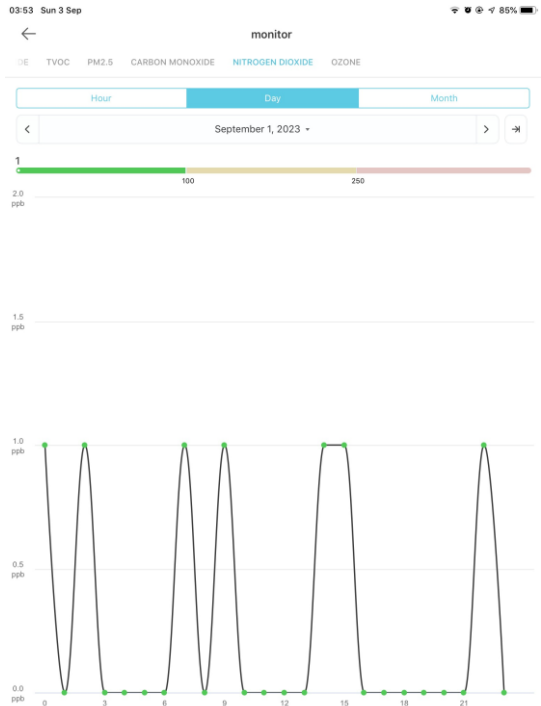 03:53 Sun 3 Sep 85%
monitor
DE TVOC PM2.5 CARBON MONOXIDE NITROGEN DIOXIDE OZONE
Hour Day Month
September 1, 2023
1
100 250
2.0
ppb
1.5
ppb
1.0
ppb
0.5
ppb
0.0
ppb
0 3 6 9 12 15 18 21